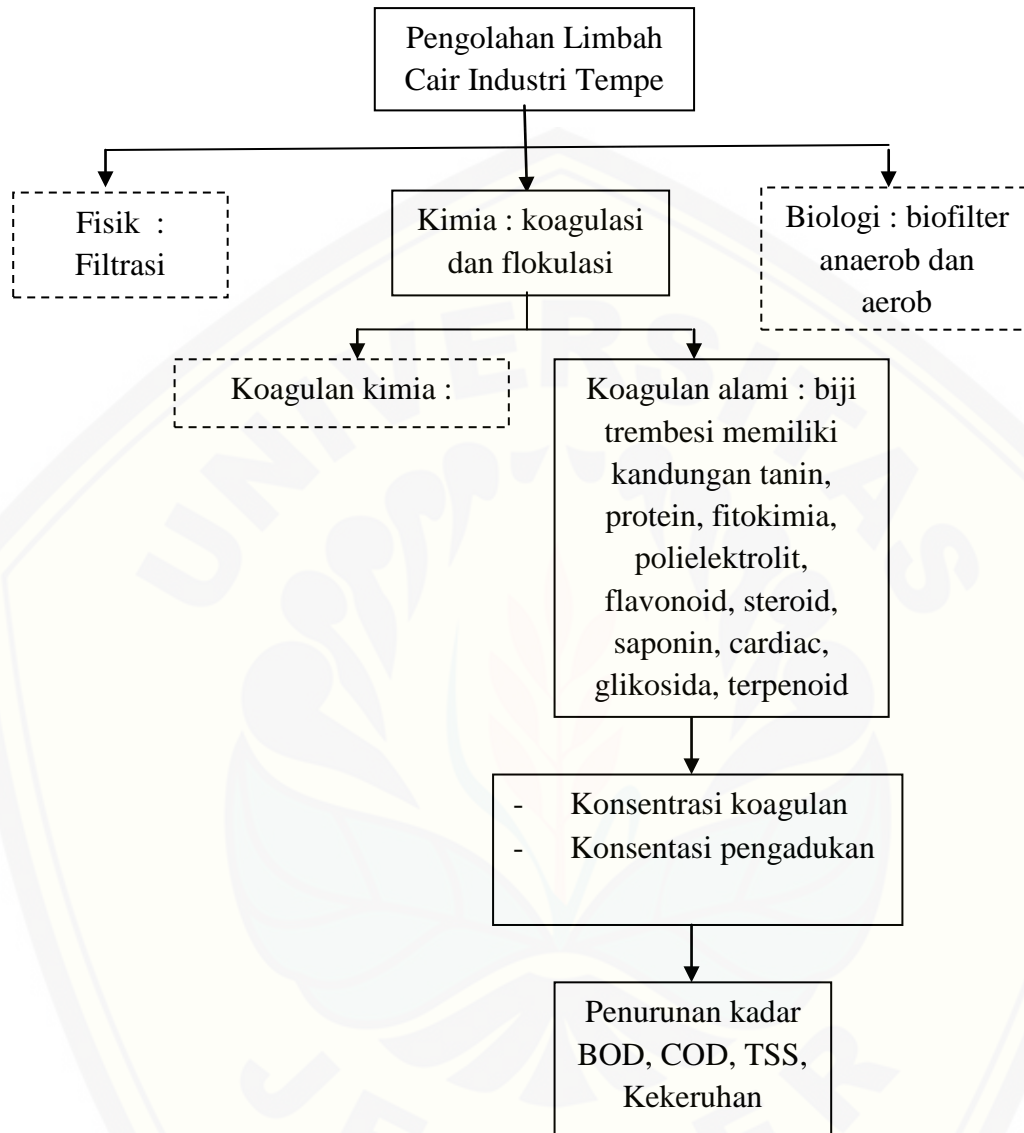 Pengolahan Limbah
Cair Industri Tempe
Fisik :
Filtrasi
Kimia : koagulasi
dan flokulasi
Biologi : biofilter
anaerob dan
aerob
Koagulan kimia :
Koagulan alami : biji
trembesi memiliki
kandungan tanin,
protein, fitokimia,
polielektrolit,
flavonoid, steroid,
saponin, cardiac,
glikosida, terpenoid
- Konsentrasi koagulan
- Konsentasi pengadukan
Penurunan kadar
BOD, COD, TSS,
Kekeruhan
UNIVERSITAS